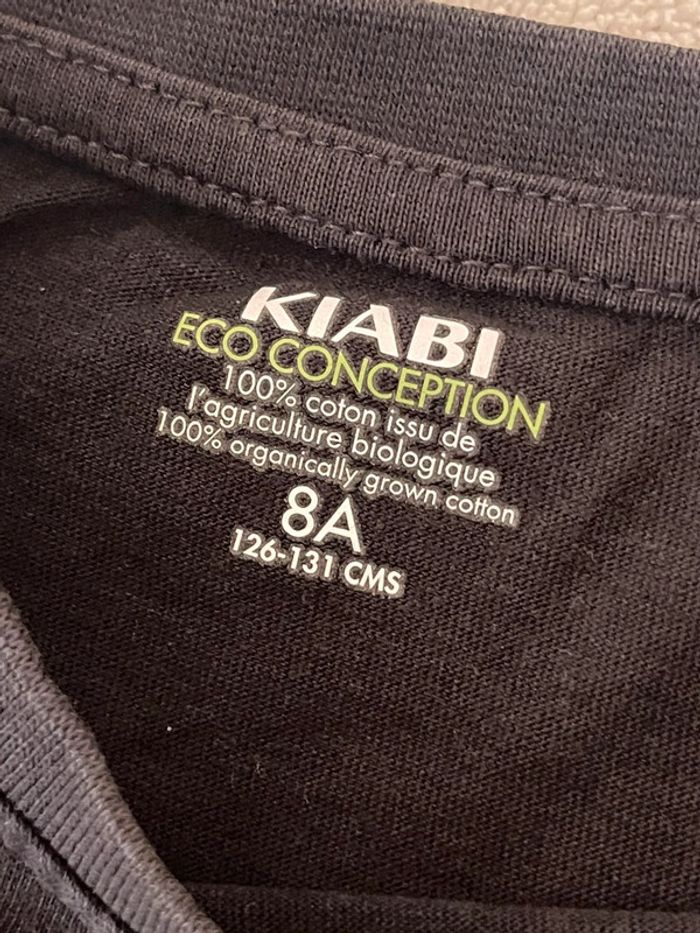 KIABI
ECO CONCEPTION
100% coton issu de
l'agriculture biologique
100% organically grown cotton
8A
126-131 CMS